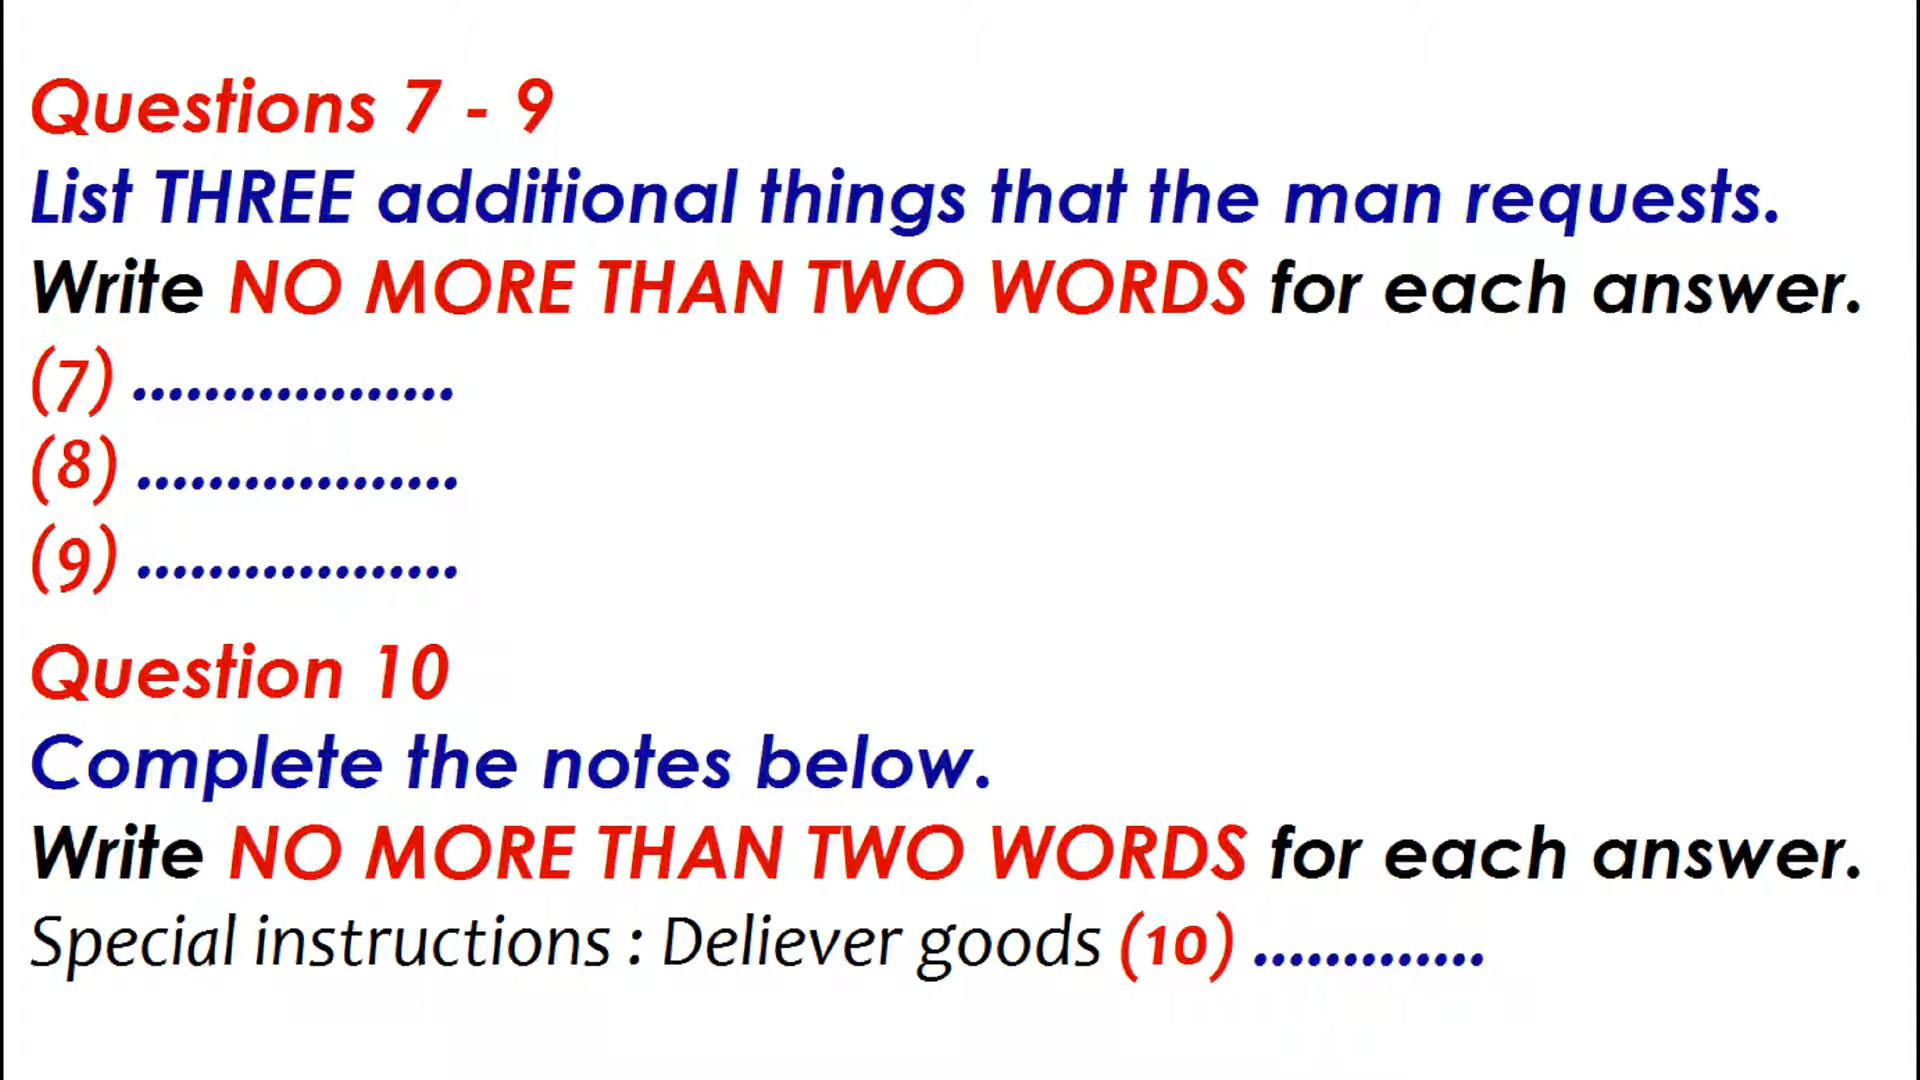 Questions 7 - 9
List THREE additional things that the man requests.
Write NO MORE THAN TWO WORDS for each answer.
(7) ..................
(8) ..................
(9) ..................
Question 10
Complete the notes below.
Write NO MORE THAN TWO WORDS for each answer.
Special instructions : Deliever goods (10) .............